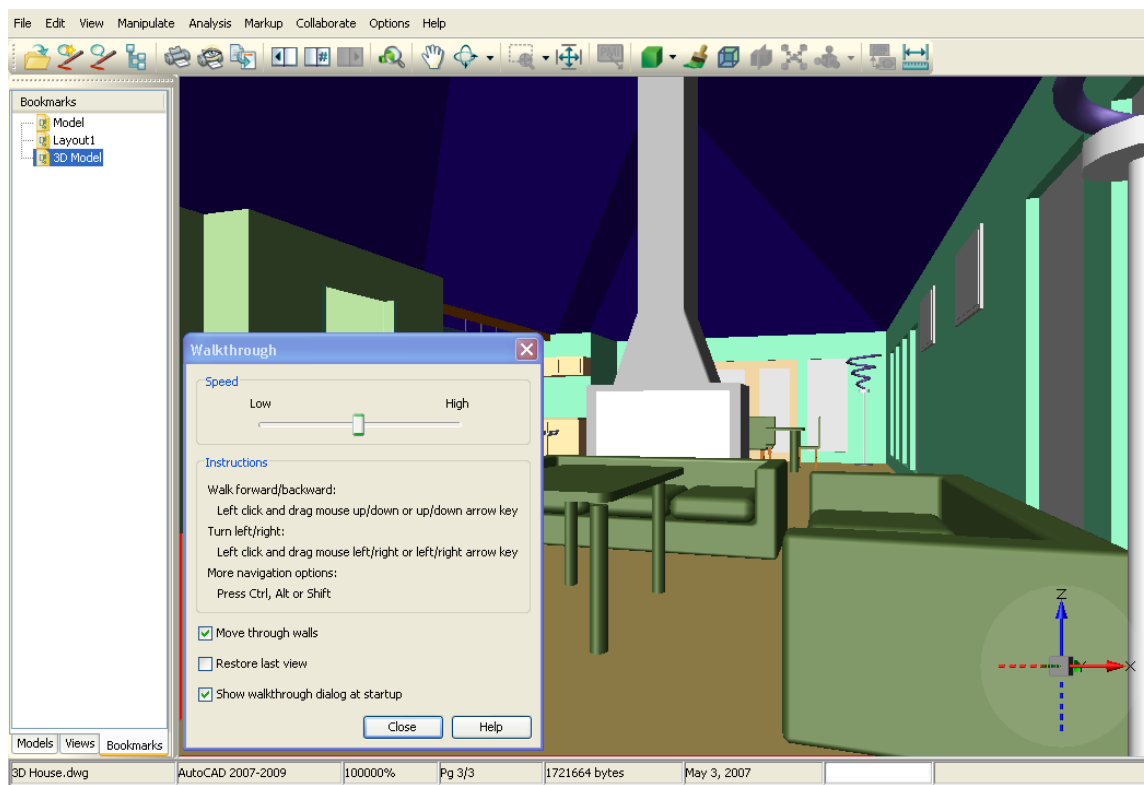 File Edit View Manipulate Analysis Markup Collaborate Options Help
Bookmarks
Model
Layout1
3D Model
Walkthrough
Speed
Low High
Instructions
Walk forward/backward:
Left click and drag mouse up/down or up/down arrow key
Turn left/right:
Left click and drag mouse left/right or left/right arrow key
More navigation options:
Press Ctrl, Alt or Shift
Move through walls
Restore last view
Show walkthrough dialog at startup
Close Help
Z
Y X
Models Views Bookmarks
3D House.dwg AutoCAD 2007-2009 100000% Pg 3/3 1721664 bytes May 3, 2007